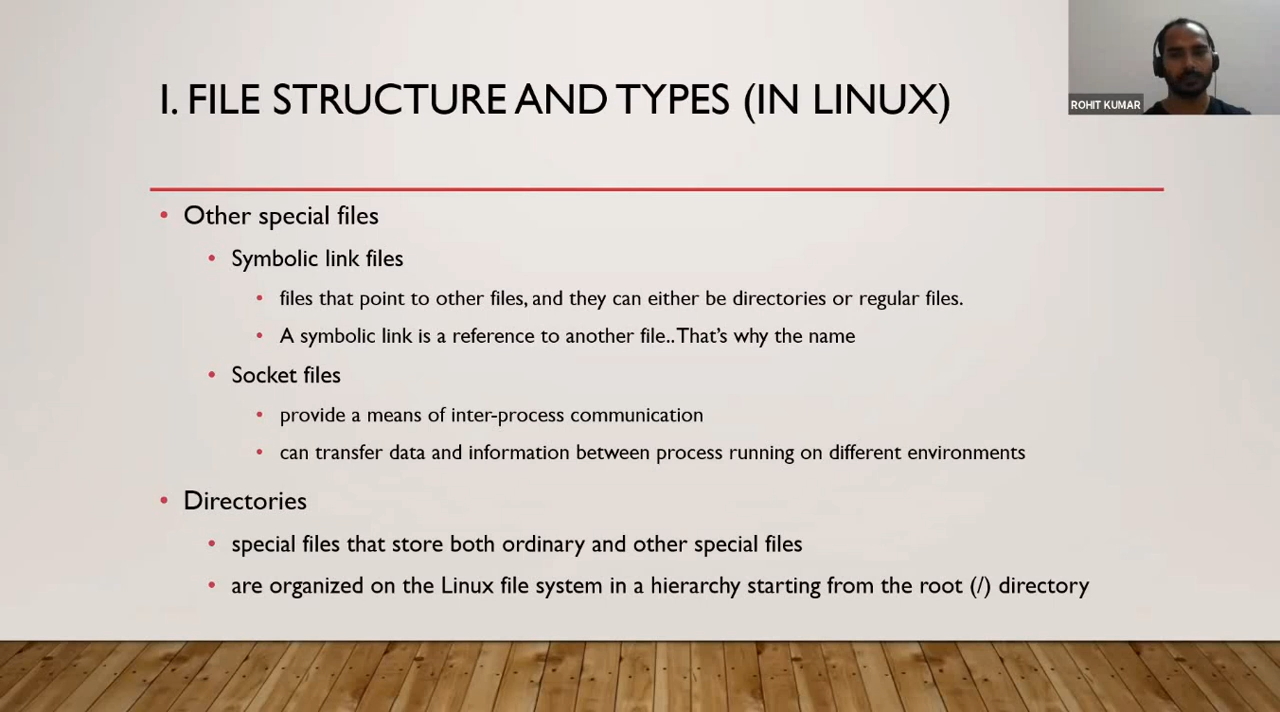 I. FILE STRUCTURE AND TYPES (IN LINUX)
ROHIT KUMAR
• Other special files
• Symbolic link files
• files that point to other files, and they can either be directories or regular files.
• A symbolic link is a reference to another file.. That's why the name
• Socket files
• provide a means of inter-process communication
• can transfer data and information between process running on different environments
• Directories
• special files that store both ordinary and other special files
• are organized on the Linux file system in a hierarchy starting from the root (/) directory